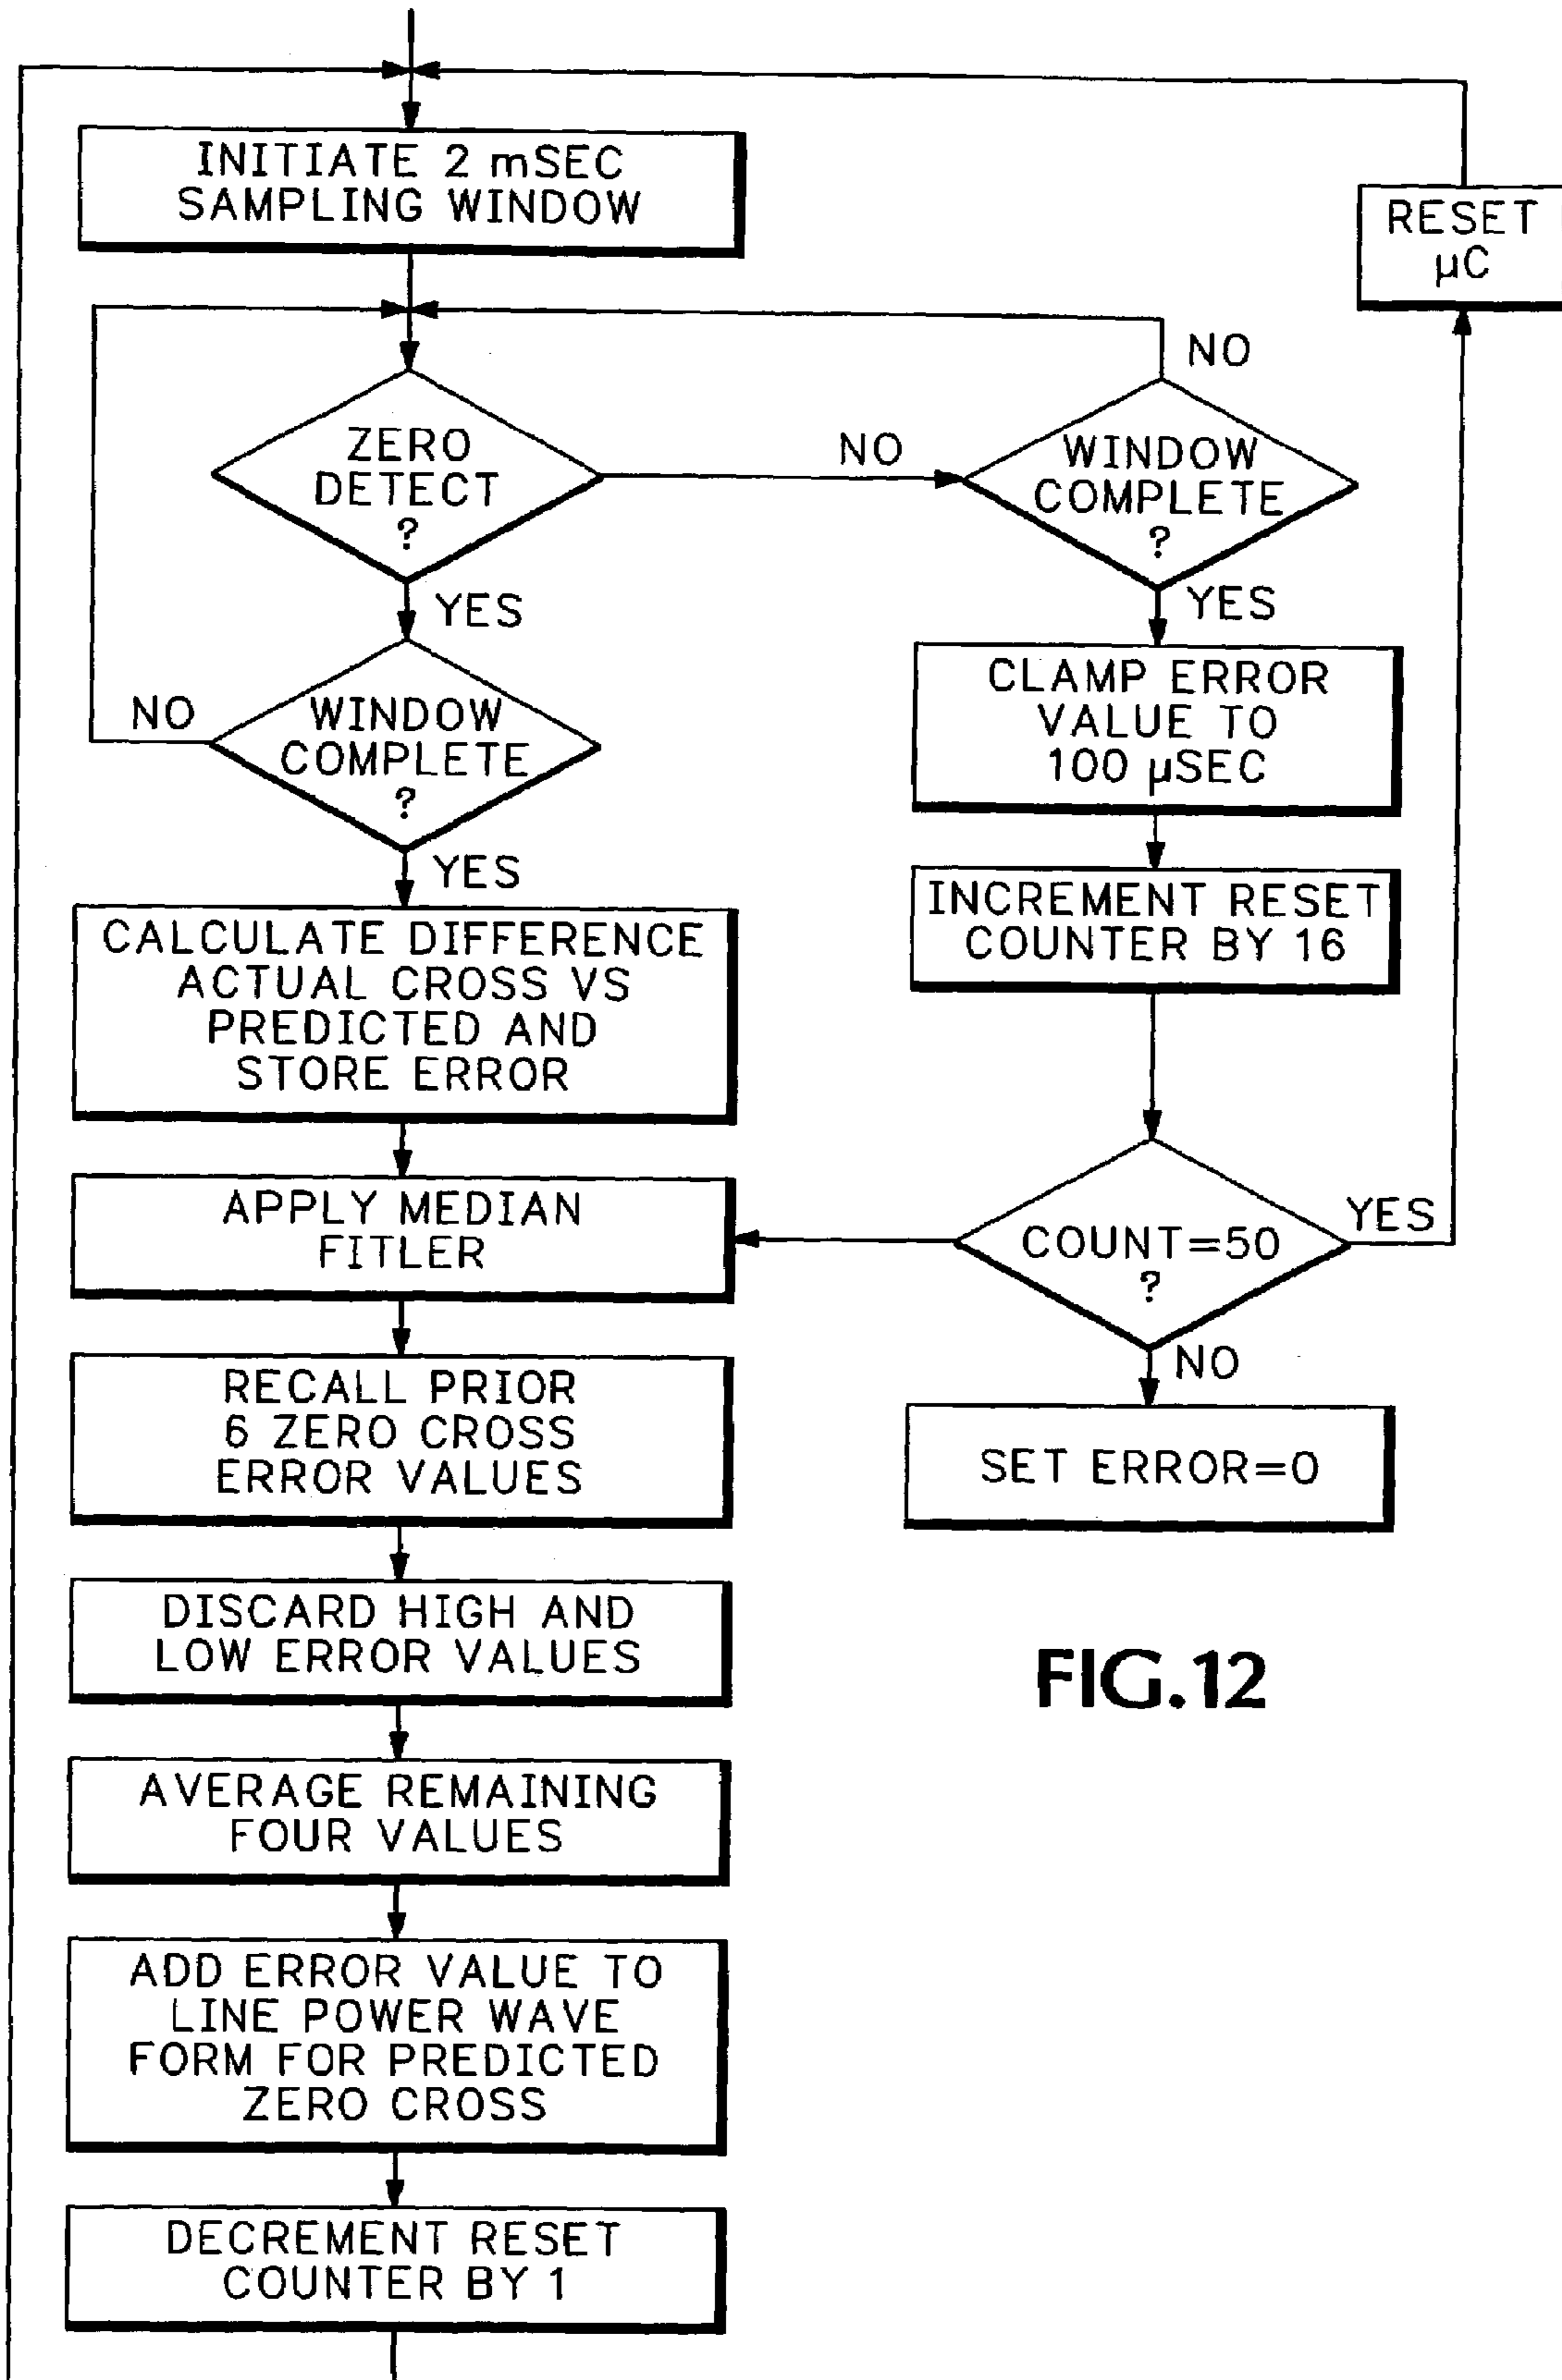 INITIATE 2 mSEC
SAMPLING WINDOW
RESET
µC
NO
ZERO
DETECT
?
NO
WINDOW
COMPLETE
?
YES
YES
NO
WINDOW
COMPLETE
?
CLAMP ERROR
VALUE TO
100 µSEC
YES
INCREMENT RESET
COUNTER BY 16
CALCULATE DIFFERENCE
ACTUAL CROSS VS
PREDICTED AND
STORE ERROR
APPLY MEDIAN
FITLER
COUNT=50
?
YES
NO
RECALL PRIOR
6 ZERO CROSS
ERROR VALUES
SET ERROR=0
DISCARD HIGH AND
LOW ERROR VALUES
FIG.12
AVERAGE REMAINING
FOUR VALUES
ADD ERROR VALUE TO
LINE POWER WAVE
FORM FOR PREDICTED
ZERO CROSS
DECREMENT RESET
COUNTER BY 1